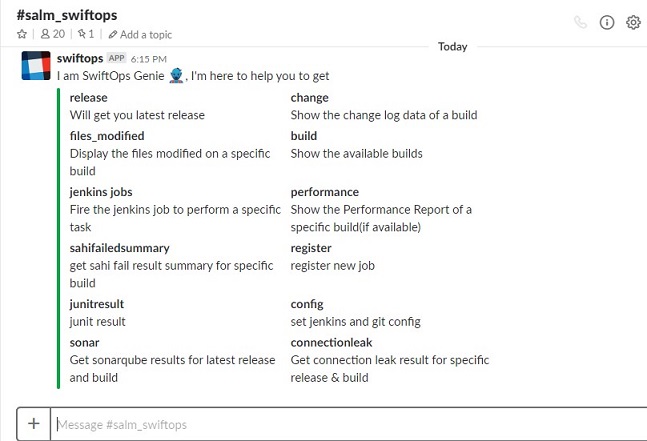 #salm_swiftops
20 1 Add a topic
Today
swiftops APP 6:15 PM
I am SwiftOps Genie , I'm here to help you to get
release
Will get you latest release
change
Show the change log data of a build
files_modified
Display the files modified on a specific
build
build
Show the available builds
jenkins jobs
Fire the jenkins job to perform a specific
task
performance
Show the Performance Report of a
specific build(if available)
sahifailedsummary
get sahi fail result summary for specific
build
register
register new job
junitresult
junit result
config
set jenkins and git config
sonar
Get sonarqube results for latest release
and build
connectionleak
Get connection leak result for specific
release & build
Message #salm_swiftops